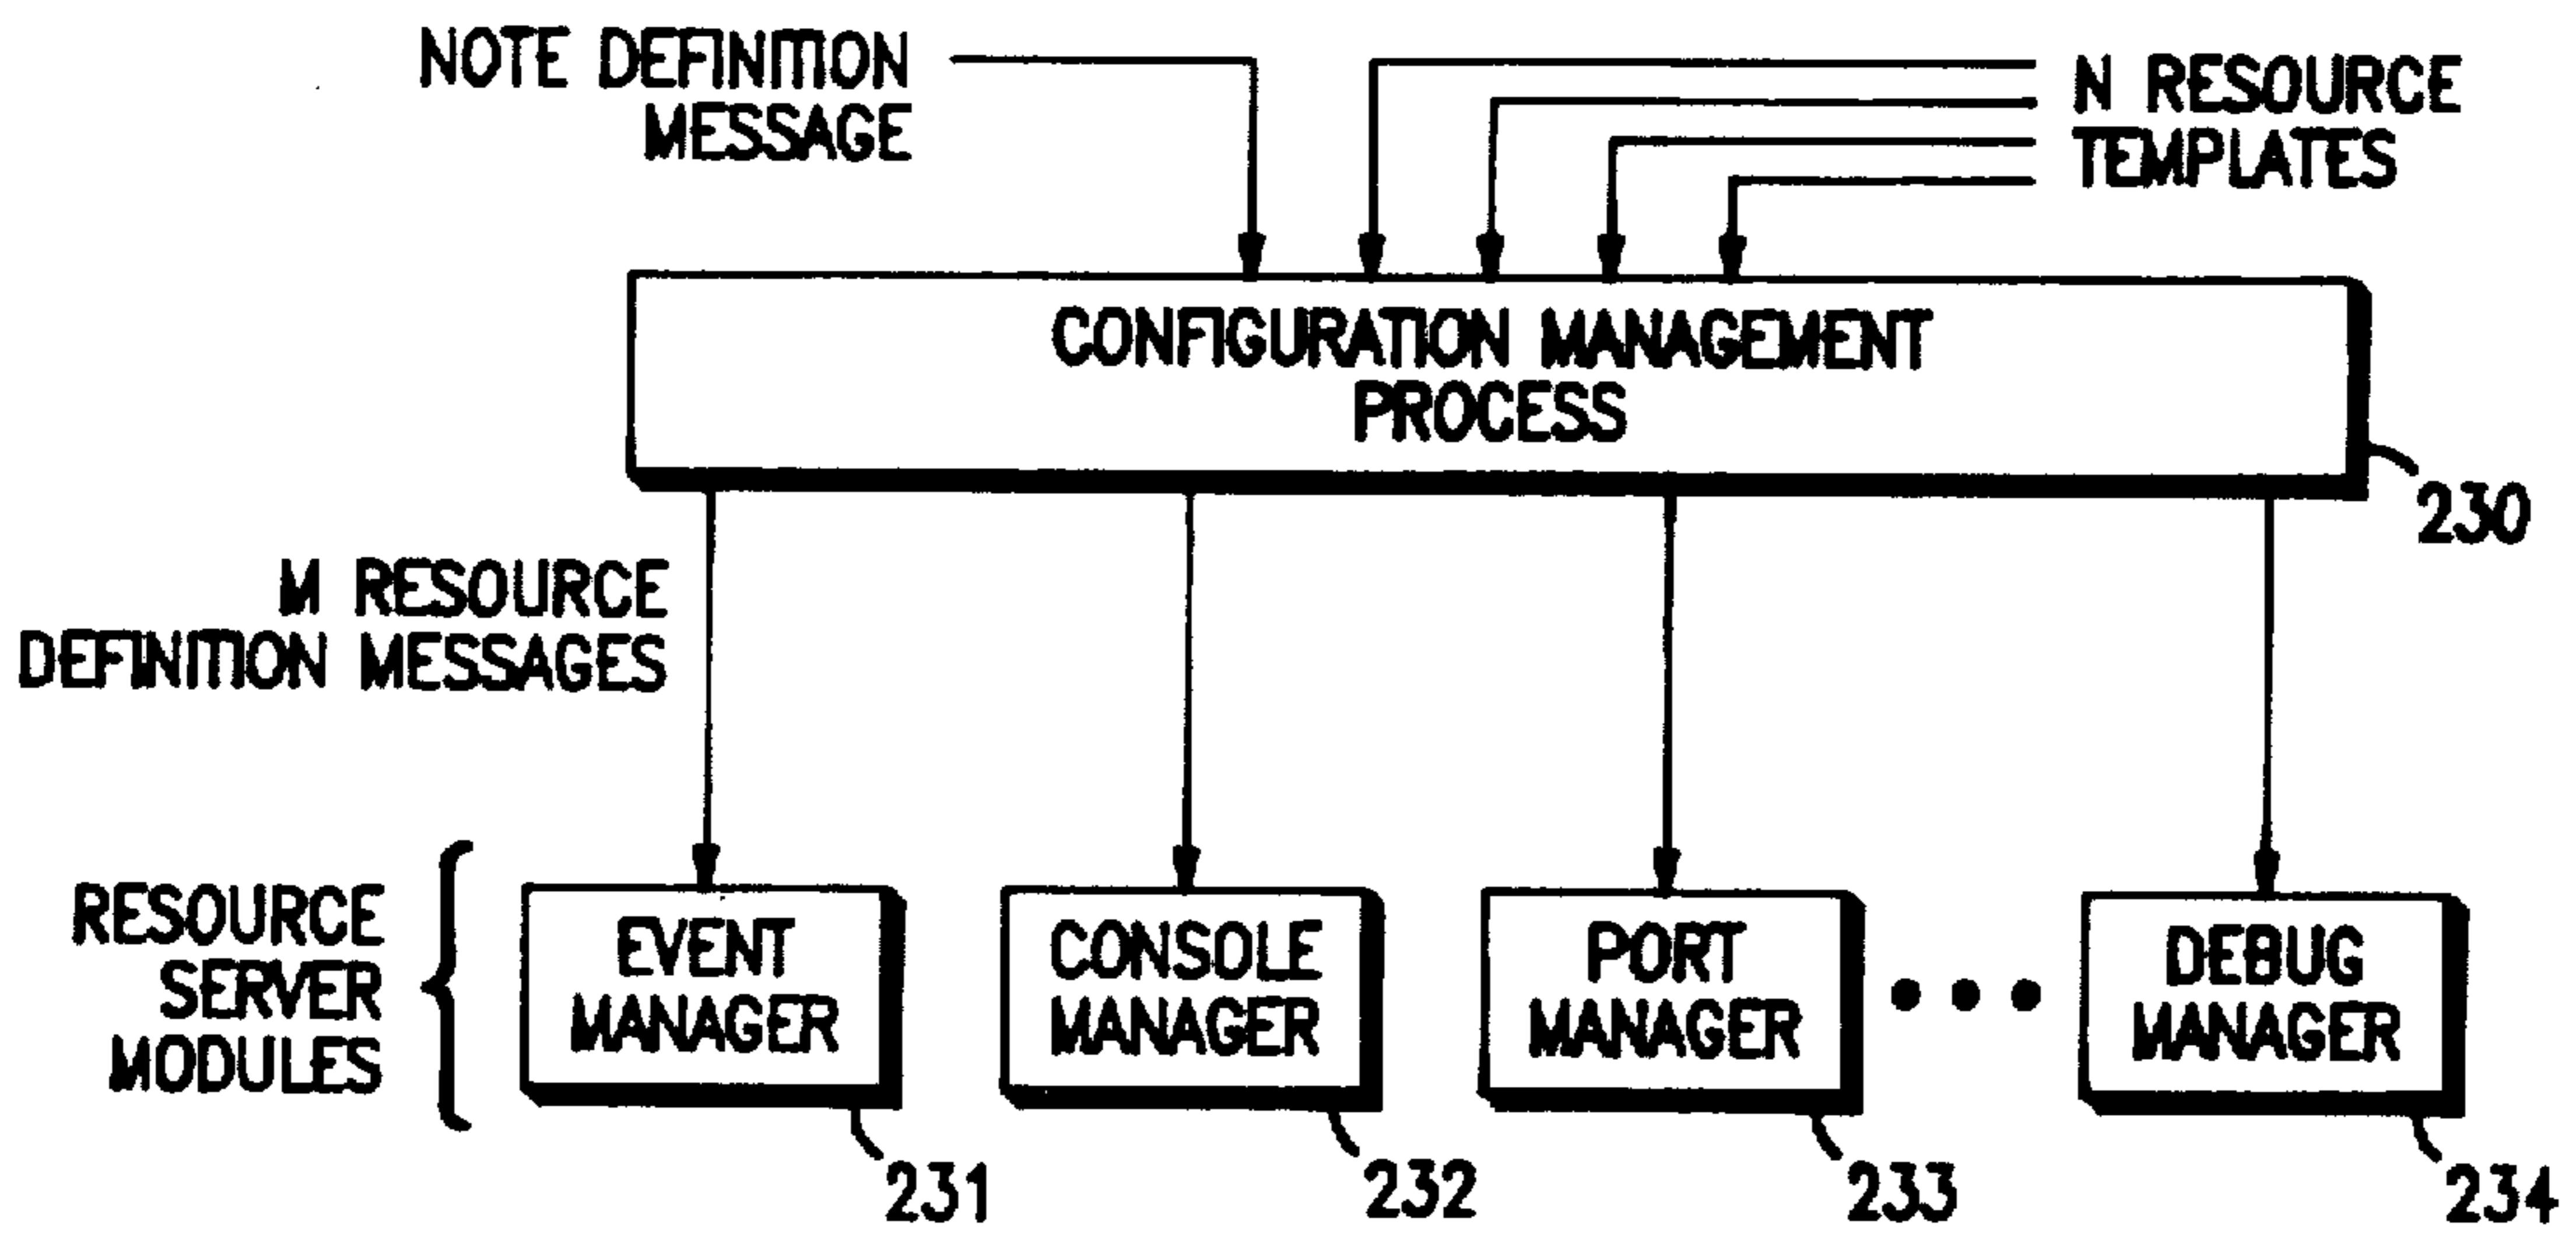 NOTE DEFINITION
MESSAGE
N RESOURCE
TEMPLATES
CONFIGURATION MANAGEMENT
PROCESS
230
M RESOURCE
DEFINITION MESSAGES
RESOURCE
SERVER
MODULES
EVENT
MANAGER
CONSOLE
MANAGER
PORT
MANAGER
DEBUG
MANAGER
231
232
233
234